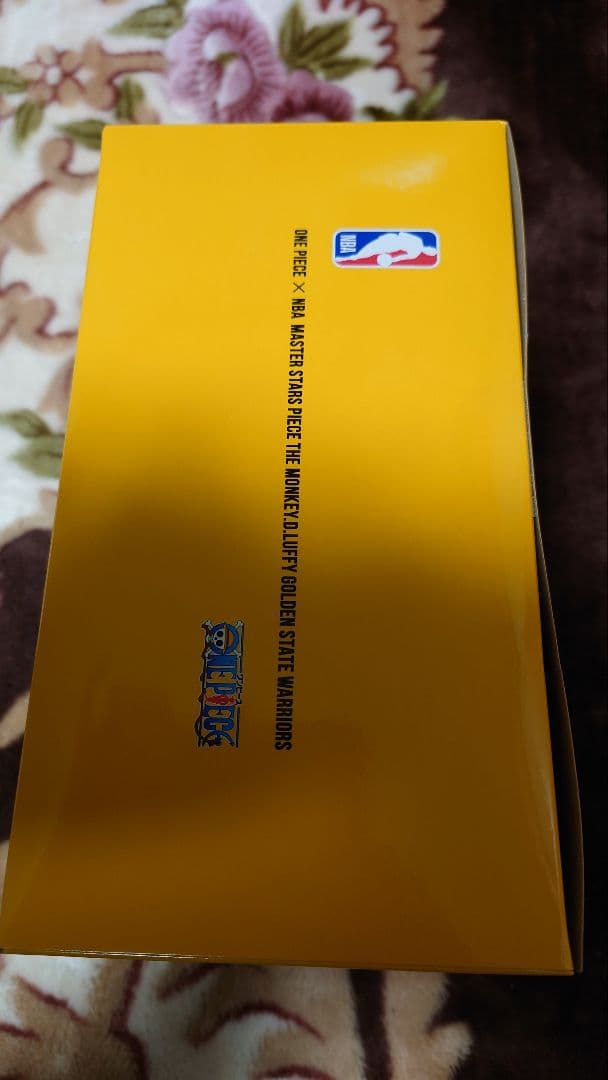 NBA
ONE PIECE × NBA MASTER STARS PIECE THE MONKEY.D.LUFFY GOLDEN STATE WARRIORS
ONE PIECE